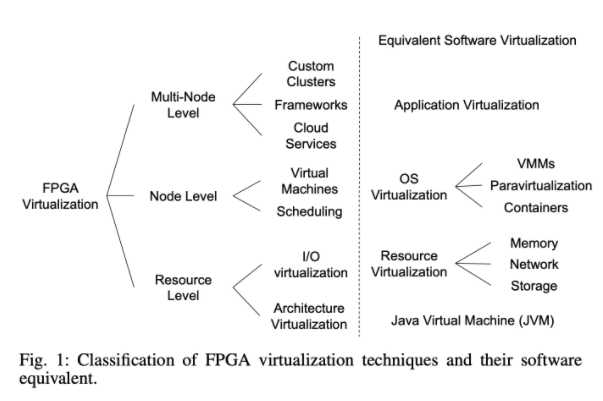 Equivalent Software Virtualization
FPGA
Virtualization
Multi-Node
Level
Custom
Clusters
Frameworks
Cloud
Services
Node Level
Virtual
Machines
Scheduling
Resource
Level
I/O
virtualization
Architecture
Virtualization
Application Virtualization
OS
Virtualization
VMMs
Paravirtualization
Containers
Resource
Virtualization
Memory
Network
Storage
Java Virtual Machine (JVM)
Fig. 1: Classification of FPGA virtualization techniques and their software
equivalent.